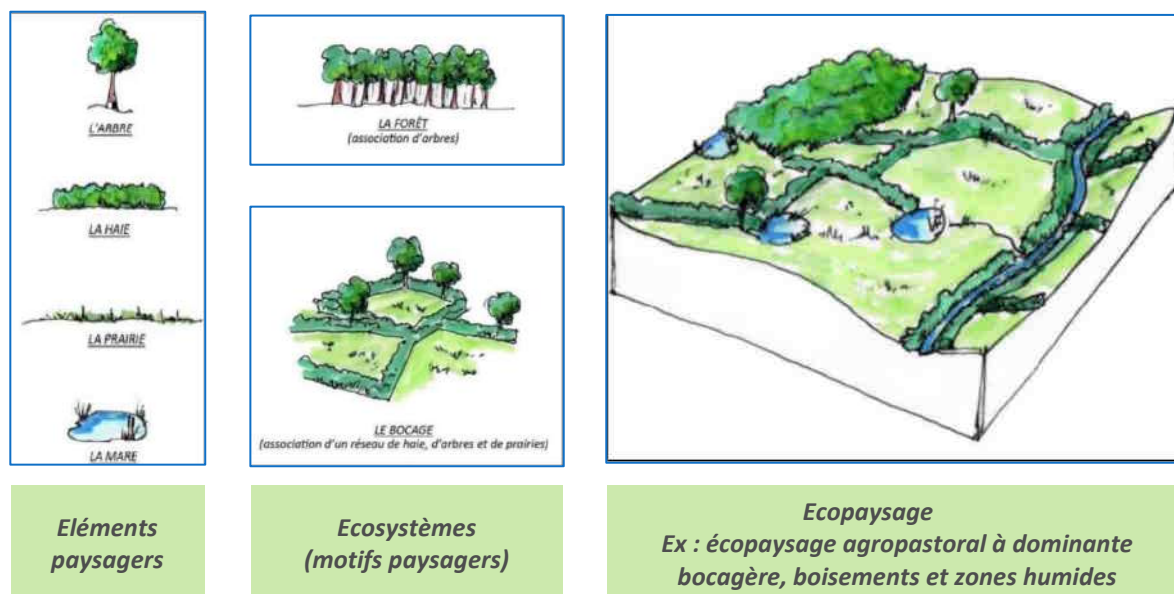 L'ARBRE
LA HAIE
LA PRAIRIE
LA MARE
LA FORÊT
(association d'arbres)
LE BOCAGE
(association d'un réseau de haie, d'arbres et de prairies)
Eléments
paysagers
Ecosystèmes
(motifs paysagers)
Ecopaysage
Ex : écopaysage agropastoral à dominante
bocagère, boisements et zones humides